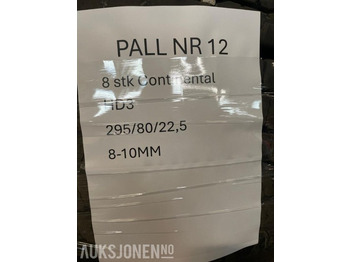 PALL NR 12
8 stk Continental
HD3
295/80/22,5
8-10MM
AUKSJONEN.NO